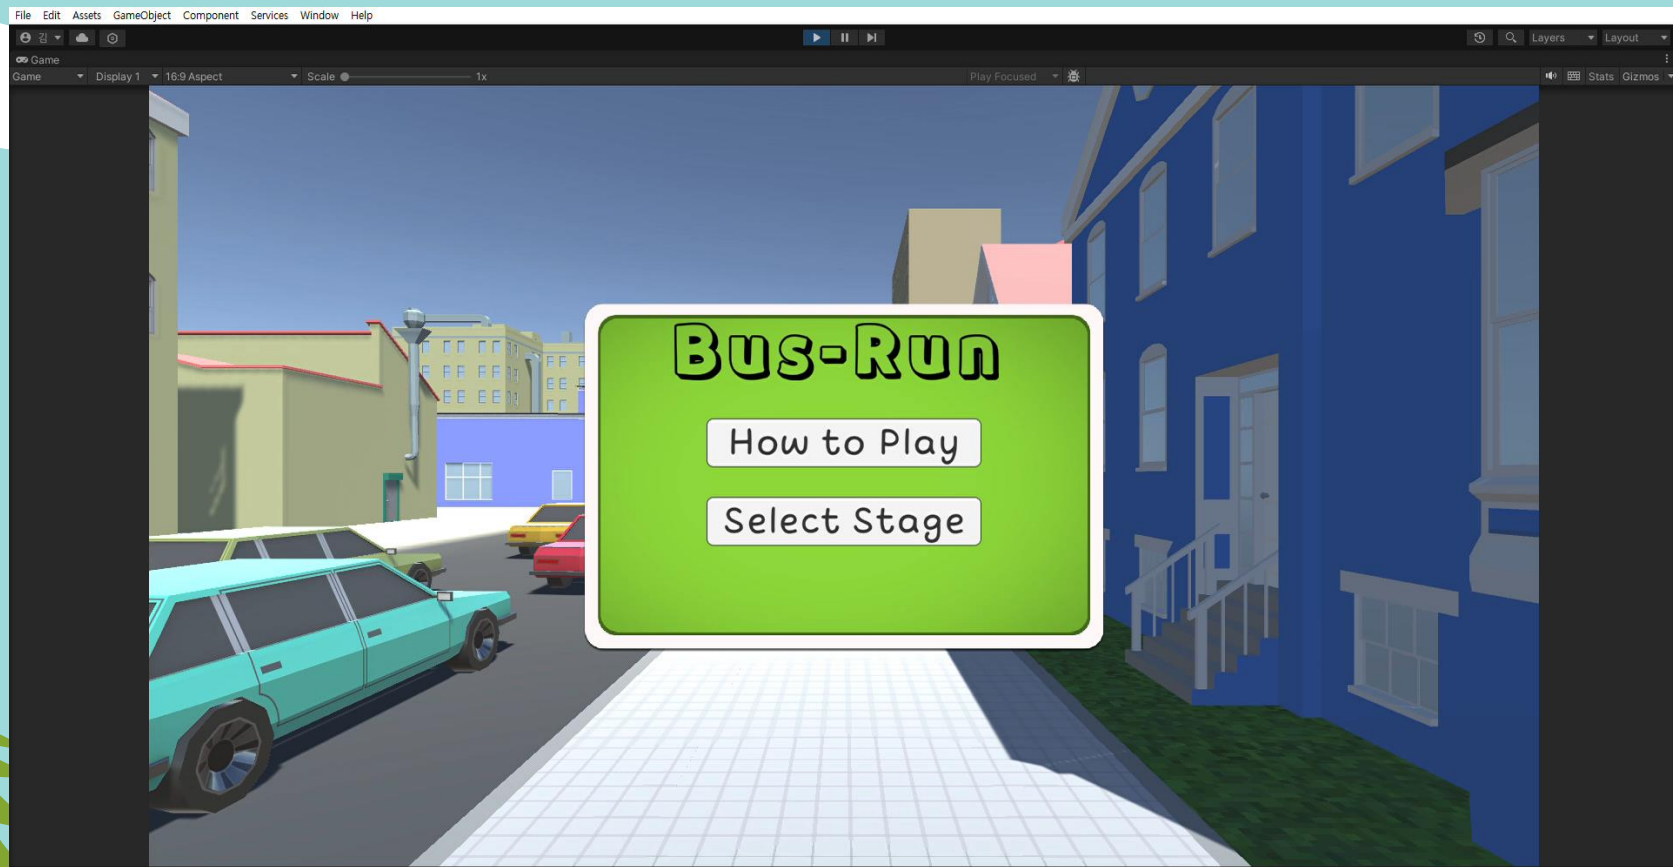 File Edit Assets GameObject Component Services Window Help
김 Layers Layout
Game
Game Display 1 16:9 Aspect Scale 1x Play Focused Stats Gizmos
Bus-Run
How to Play
Select Stage